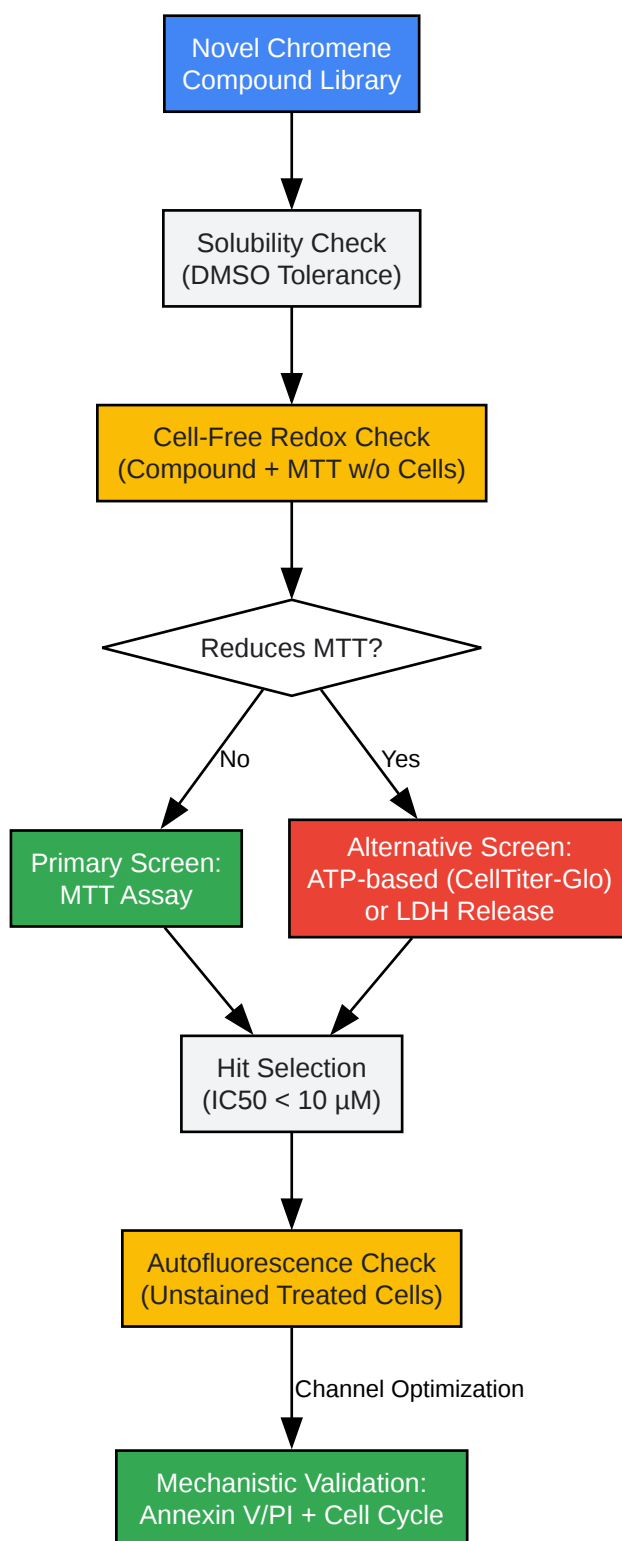 Novel Chromene
Compound Library
Solubility Check
(DMSO Tolerance)
Cell-Free Redox Check
(Compound + MTT w/o Cells)
Reduces MTT?
No
Yes
Primary Screen:
MTT Assay
Alternative Screen:
ATP-based (CellTiter-Glo)
or LDH Release
Hit Selection
(IC50 < 10 µM)
Autofluorescence Check
(Unstained Treated Cells)
Channel Optimization
Mechanistic Validation:
Annexin V/PI + Cell Cycle